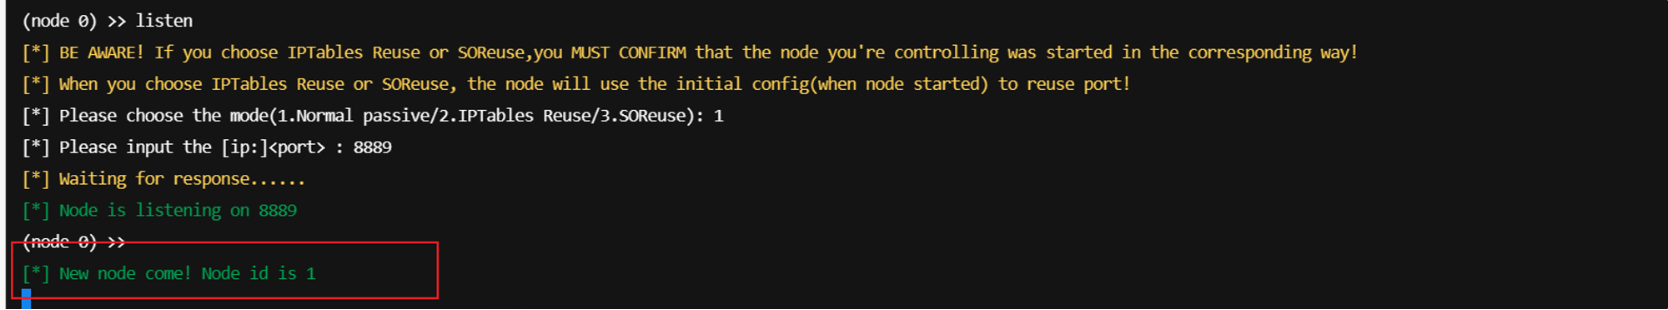 (node 0) >> listen
[*] BE AWARE! If you choose IPTables Reuse or SOReuse,you MUST CONFIRM that the node you're controlling was started in the corresponding way!
[*] When you choose IPTables Reuse or SOReuse, the node will use the initial config(when node started) to reuse port!
[*] Please choose the mode(1.Normal passive/2.IPTables Reuse/3.SOReuse): 1
[*] Please input the [ip:]<port> : 8889
[*] Waiting for response......
[*] Node is listening on 8889
(node 0) >>
[*] New node come! Node id is 1